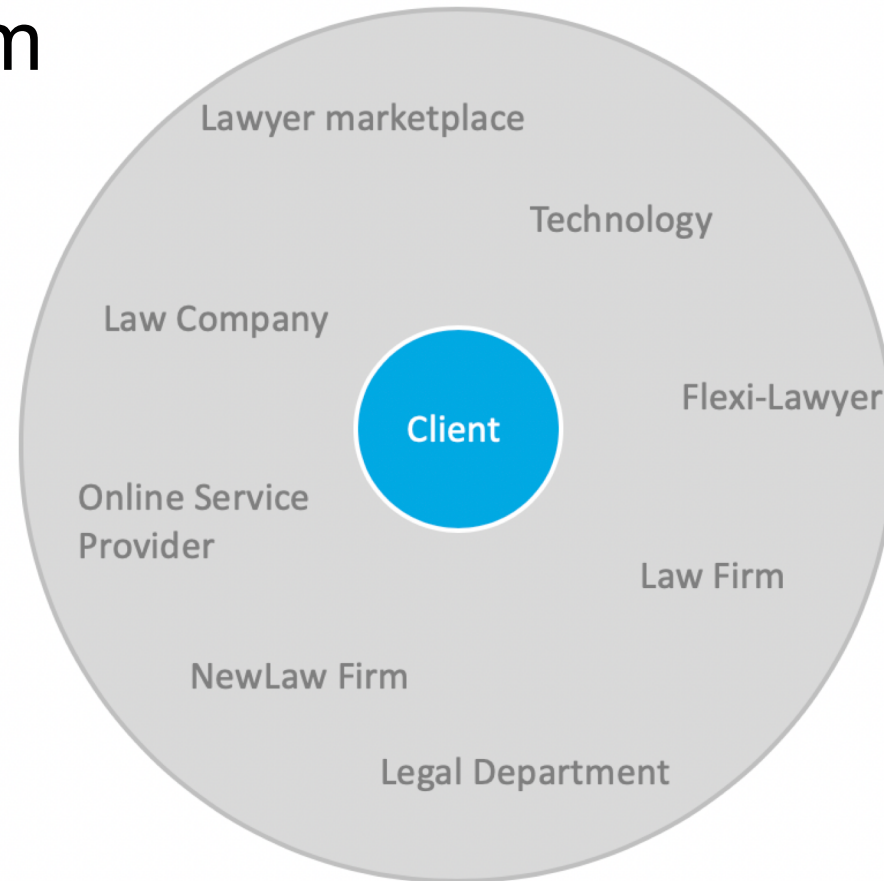 m
Lawyer marketplace
Technology
Law Company
Flexi-Lawyer
Client
Online Service
Provider
Law Firm
NewLaw Firm
Legal Department